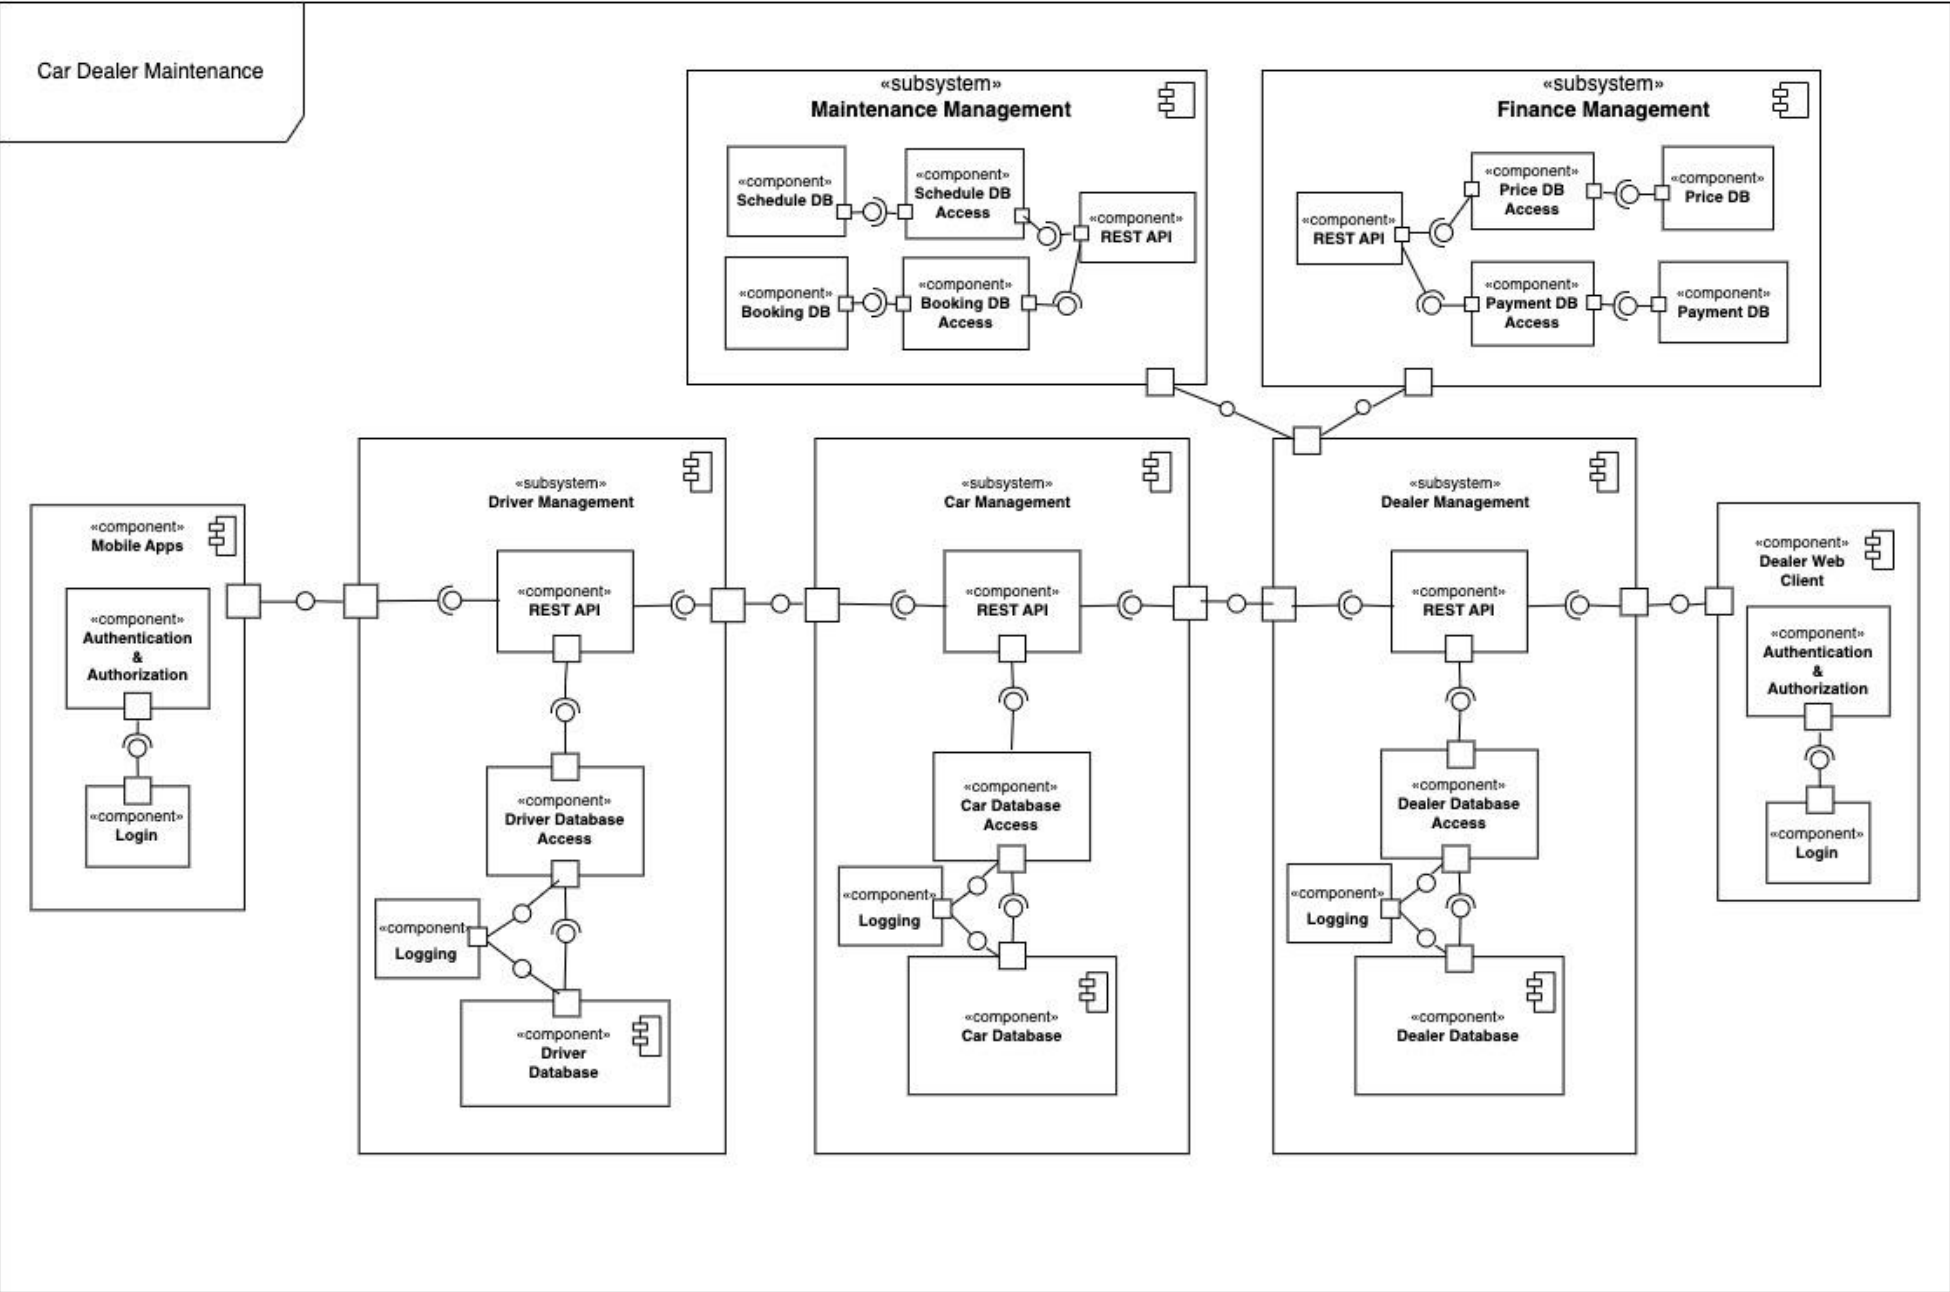 Car Dealer Maintenance
«subsystem»
Maintenance Management
«component»
Schedule DB
«component»
Schedule DB
Access
«component»
REST API
«component»
Booking DB
«component»
Booking DB
Access
«subsystem»
Finance Management
«component»
REST API
«component»
Price DB
Access
«component»
Price DB
«component»
Payment DB
Access
«component»
Payment DB
«component»
Mobile Apps
«component»
Authentication
&
Authorization
«component»
Login
«subsystem»
Driver Management
«component»
REST API
«component»
Driver Database
Access
«component»
Logging
«component»
Driver
Database
«subsystem»
Car Management
«component»
REST API
«component»
Car Database
Access
«component»
Logging
«component»
Car Database
«subsystem»
Dealer Management
«component»
REST API
«component»
Dealer Database
Access
«component»
Logging
«component»
Dealer Database
«component»
Dealer Web
Client
«component»
Authentication
&
Authorization
«component»
Login